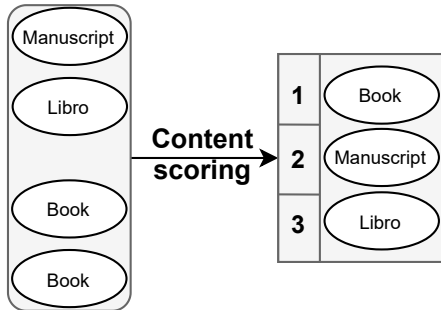 Manuscript
Libro
Book
Book
Content
scoring
1 Book
2 Manuscript
3 Libro